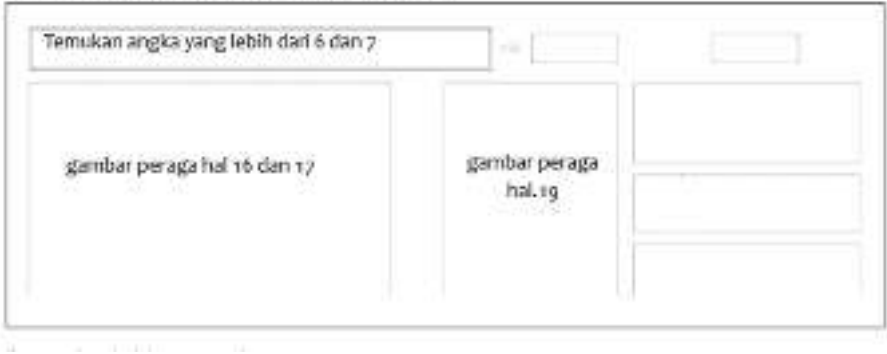 Temukan angka yang lebih dari 6 dan 7
gambar peraga hal 16 dan 17
gambar peraga
hal.19